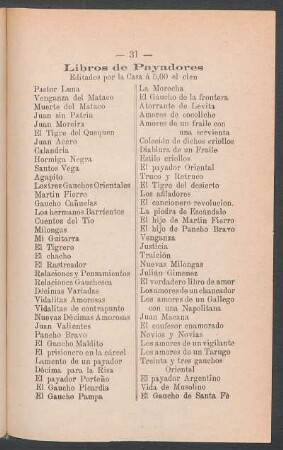 — 31 —
Libros de Payadores
Editados por la Casa á 5,00 el cien
Pastor Luna
Venganza del Mataco
Muerte del Mataco
Juan sin Patria
Juan Moreira
El Tigre del Quequen
Juan Acero
Calandria
Hormiga Negra
Santos Vega
Agapito
Los tres Gauchos Orientales
Martin Fierro
Gaucho Cañuelas
Los hermanos Barrientos
Cuentos del Tio
Milongas
Mi Guitarra
El Tigrero
El chacho
El Rastreador
Relaciones y Pensamientos
Relaciones Gauchescas
Décimas Variadas
Vidalitas Amorosas
Vidalitas de contrapunto
Nuevas Décimas Amorosas
Juan Valientes
Pancho Bravo
El Gaucho Maldito
El prisionero en la cárcel
Lamento de un payador
Décima para la Risa
El payador Porteño
El Gaucho Picardia
El Gaucho Pampa
La Morocha
El Gaucho de la frontera
Atorrante de Levita
Amores de cocoliche
Amores de un fraile con
una servienta
Colección de dichos criollos
Diablura de un Fraile
Estilo criollos
El payador Oriental
Truco y Retruco
El Tigre del desierto
Los afiladores
El cancionero revolucion.
La piedra de Escándalo
El hijo de Martin Fierro
El hijo de Pancho Bravo
Venganza
Justicia
Traición
Nuevas Milongas
Julián Gimenez
El verdadero libro de amor
Los amores de un chancador
Los amores de un Gallego
con una Napolitana
Juan Macana
El confesor enamorado
Novios y Novias
Los amores de un vigilante
Los amores de un Tarugo
Treinta y tres gauchos
Oriental
El payador Argentino
Vida de Musolino
El Gaucho de Santa Fè